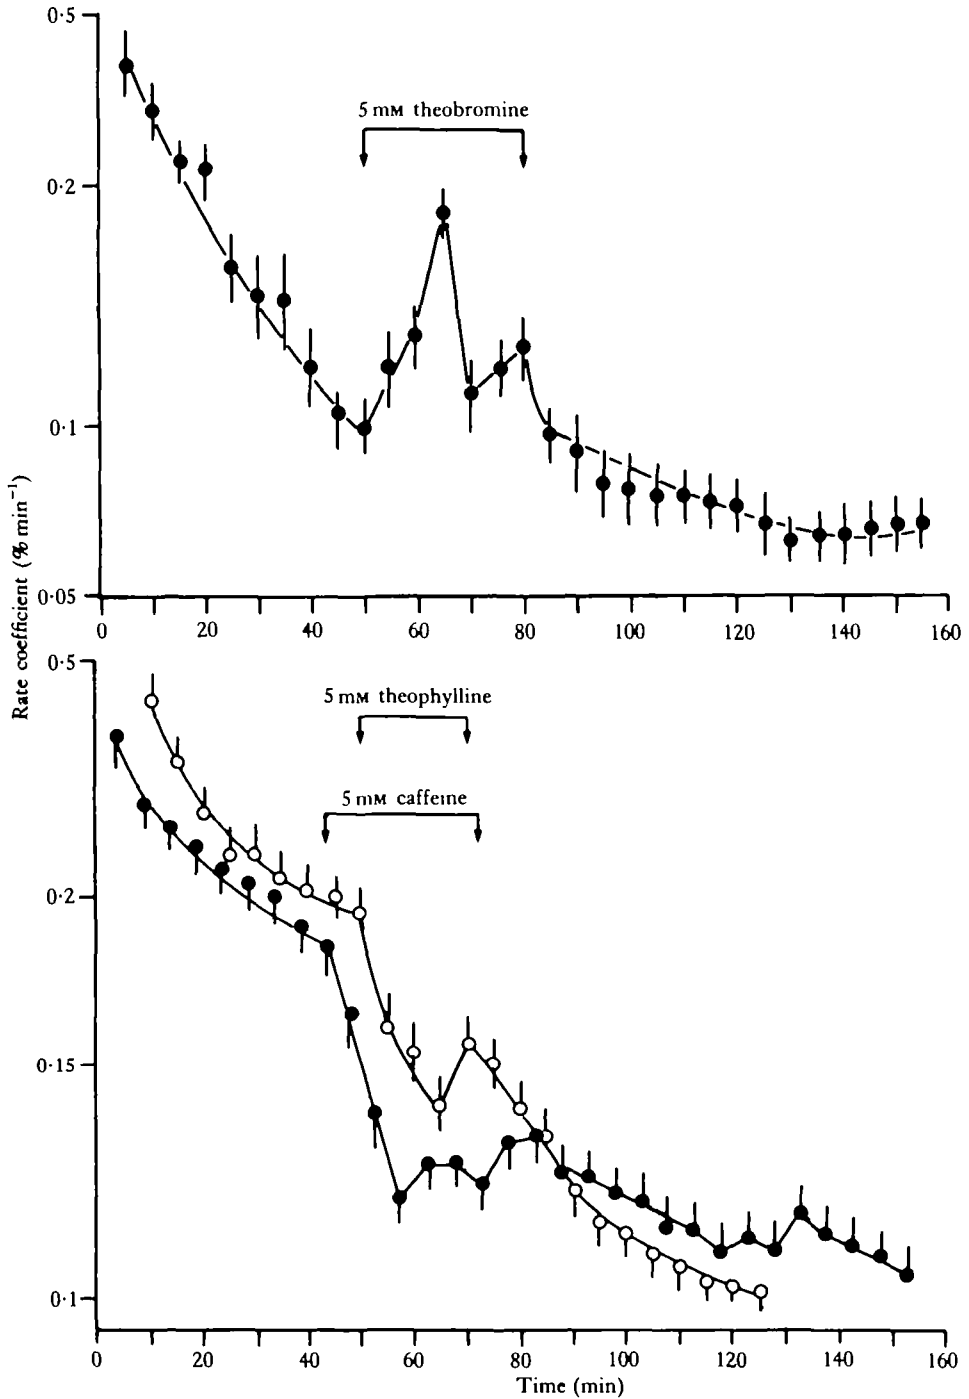 0·5
5 mM theobromine
0·2
0·1
0·05
0 20 40 60 80 100 120 140 160
Rate coefficient (% min⁻¹)
0·5
5 mM theophylline
5 mM caffeine
0·2
0·15
0·1
0 20 40 60 80 100 120 140 160
Time (min)